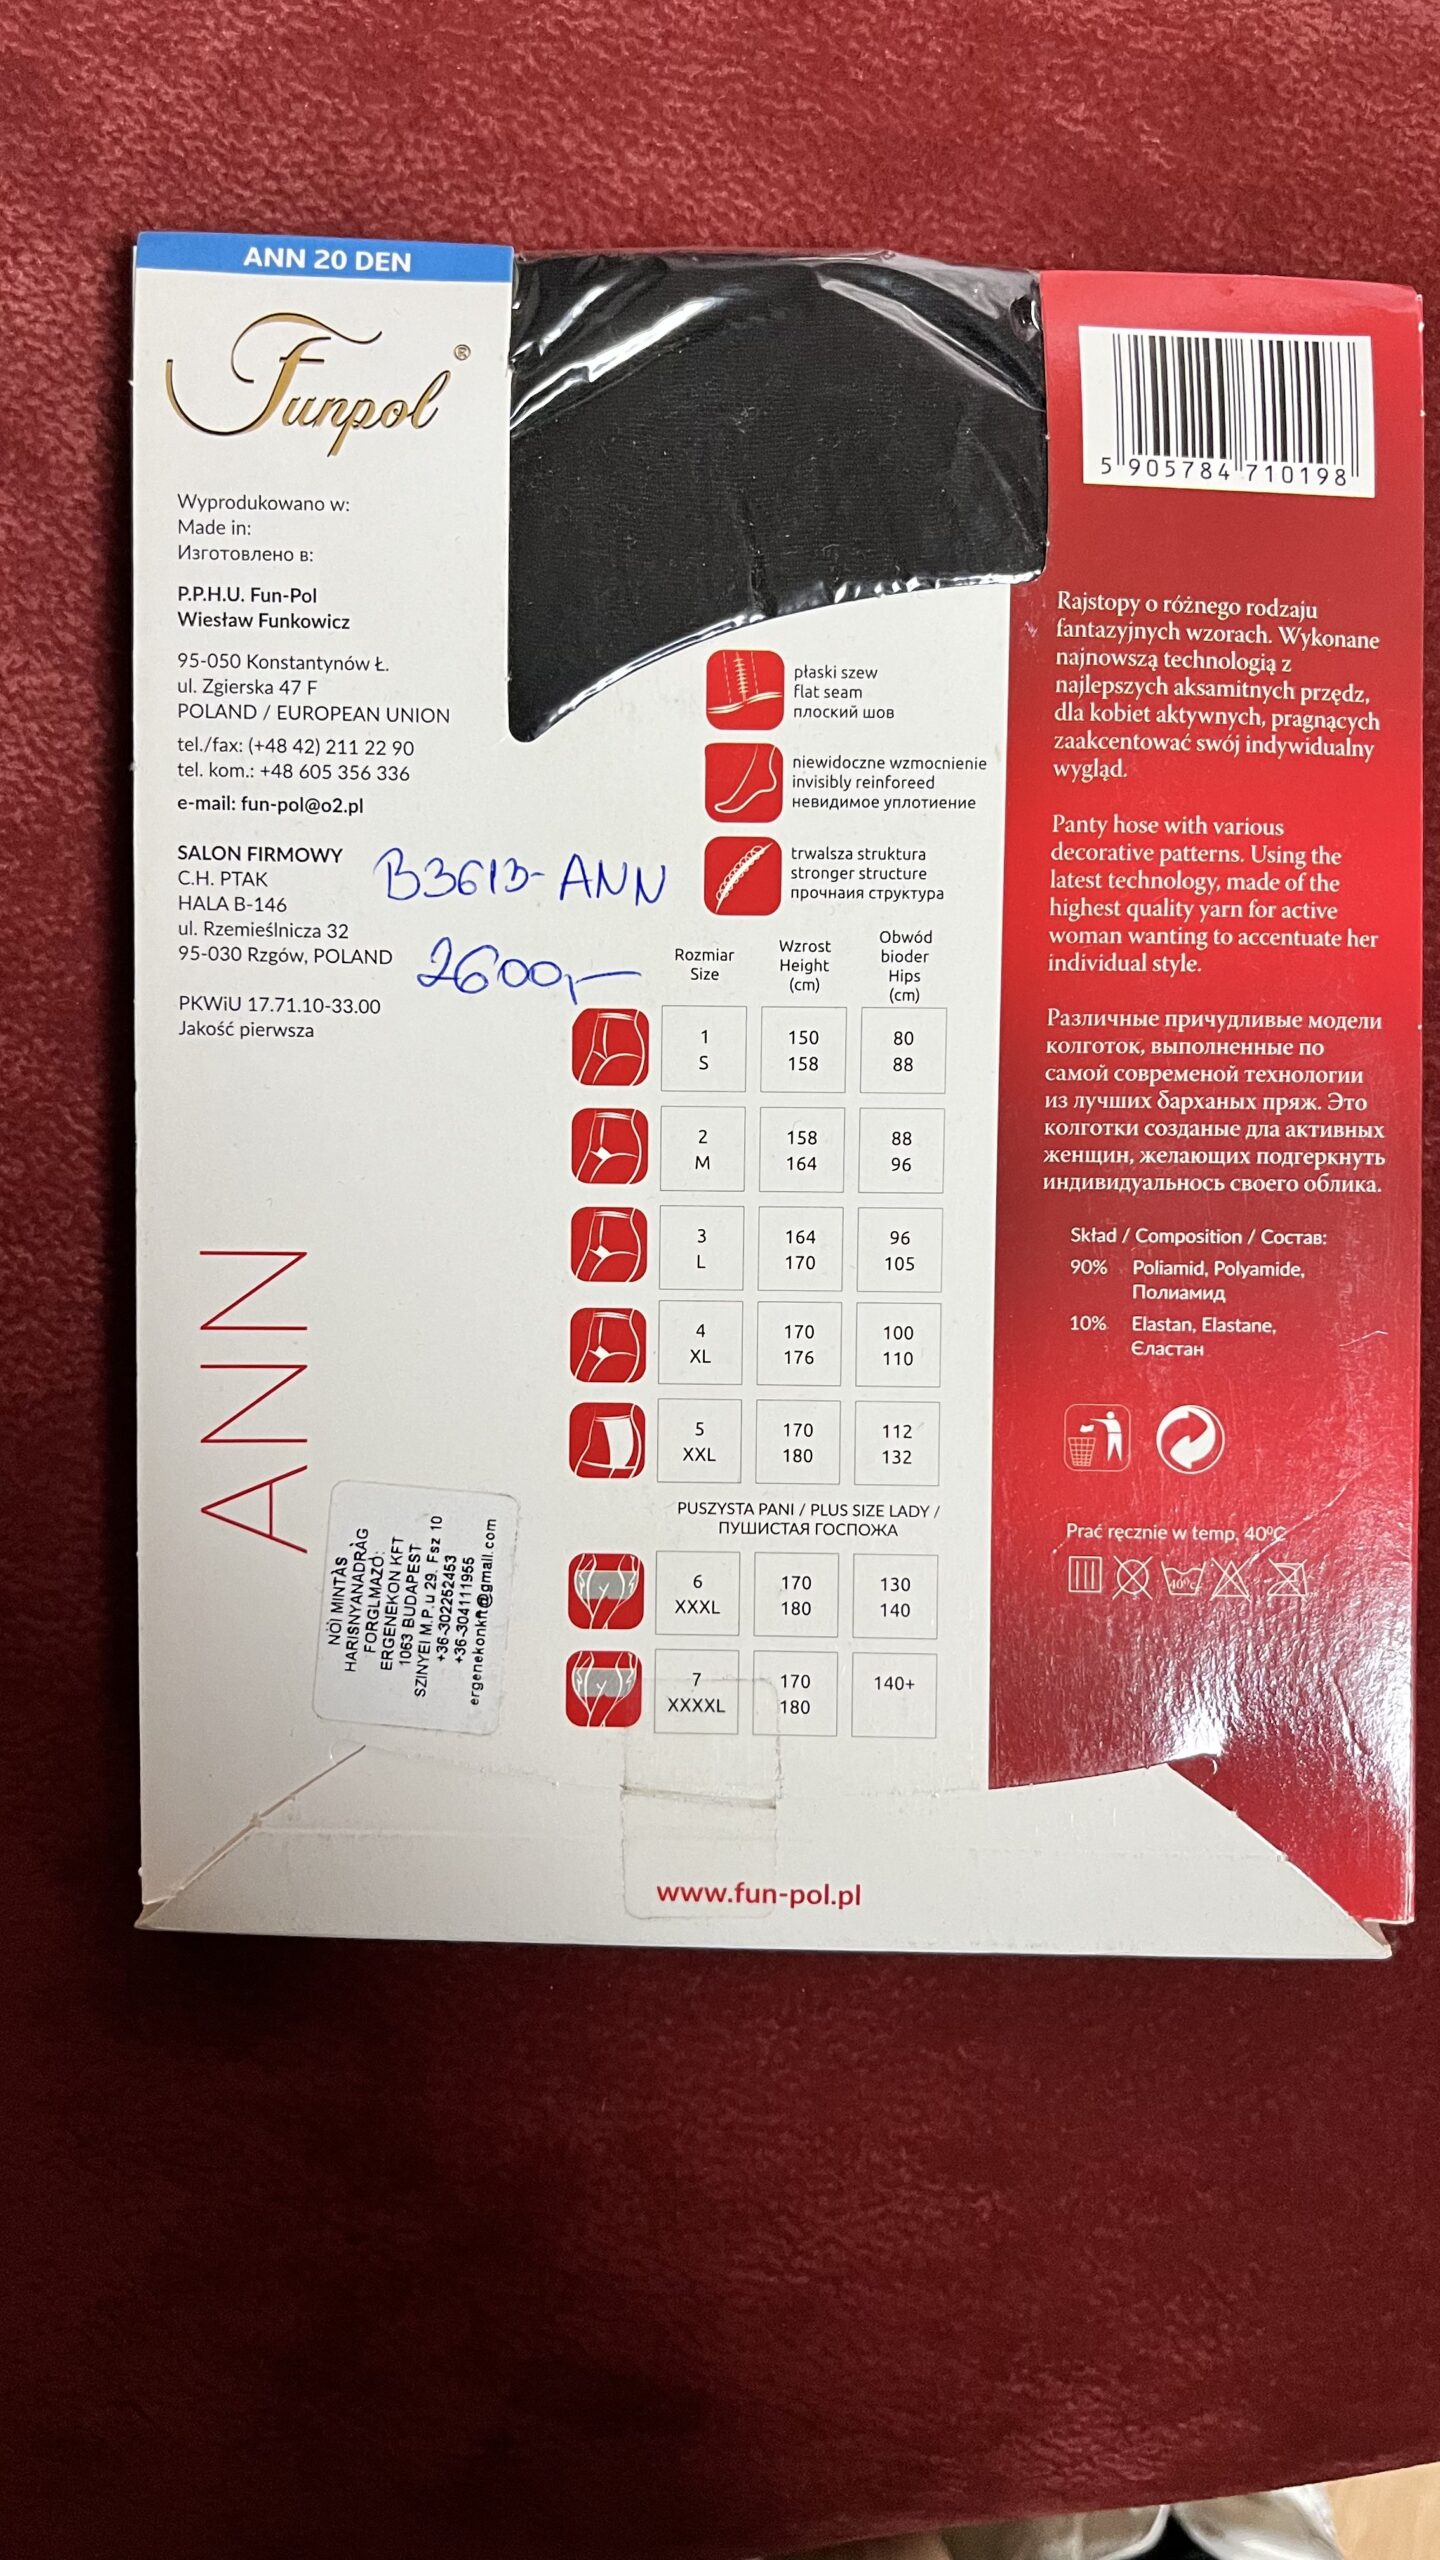 ANN 20 DEN
Funpol®
Wyprodukowano w:
Made in:
Изготовлено в:
P.P.H.U. Fun-Pol
Wiesław Funkowicz
95-050 Konstantynów Ł.
ul. Zgierska 47 F
POLAND / EUROPEAN UNION
tel./fax: (+48 42) 211 22 90
tel. kom.: +48 605 356 336
e-mail: fun-pol@o2.pl
SALON FIRMOWY
C.H. PTAK
HALA B-146
ul. Rzemieślnicza 32
95-030 Rzgów, POLAND
PKWiU 17.71.10-33.00
Jakość pierwsza
B3613-ANN
2600,-
ANN
NÖI MINTÀS
HARISNYANADRÀG
FORGLMAZÓ:
ERGENEKON KFT
1063 BUDAPEST
SZINYEI M.P. u 29. Fsz 10
+36-302252453
+36-304111955
ergenekonkft@gmail.com
płaski szew
flat seam
плоский шов
niewidoczne wzmocnienie
invisibly reinforeed
невидимое уплотиение
trwalsza struktura
stronger structure
прочнаия структура
Rozmiar
Size
Wzrost
Height
(cm)
Obwód
bioder
Hips
(cm)
1 150 80
S 158 88
2 158 88
M 164 96
3 164 96
L 170 105
4 170 100
XL 176 110
5 170 112
XXL 180 132
PUSZYSTA PANI / PLUS SIZE LADY /
ПУШИСТАЯ ГОСПОЖА
6 170 130
XXXL 180 140
7 170 140+
XXXXL 180
www.fun-pol.pl
5 905784 710198
Rajstopy o różnego rodzaju
fantazyjnych wzorach. Wykonane
najnowszą technologią z
najlepszych aksamitnych przędz,
dla kobiet aktywnych, pragnących
zaakcentować swój indywidualny
wygląd.
Panty hose with various
decorative patterns. Using the
latest technology, made of the
highest quality yarn for active
woman wanting to accentuate her
individual style.
Различные причудливые модели
колготок, выполненные по
самой современой технологии
из лучших барханых пряж. Это
колготки созданые дла активных
женщин, желающих подгеркнуть
индивидуальнось своего облика.
Skład / Composition / Состав:
90% Poliamid, Polyamide,
Полиамид
10% Elastan, Elastane,
Єластан
Prać ręcznie w temp. 40°C
40°c